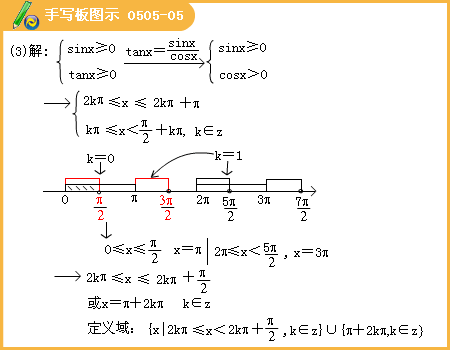 手写板图示 0505-05
(3)解: { sinx≥0 tanx≥0 tanx=sinx/cosx → { sinx≥0 cosx>0
→ { 2kπ≤x≤ 2kπ+π
kπ≤x<π/2+kπ, k∈z
k=0 k=1
0 π/2 π 3π/2 2π 5π/2 3π 7π/2
0≤x≤π/2 x=π | 2π≤x<5π/2, x=3π
→ 2kπ≤x≤ 2kπ+π/2
或x=π+2kπ k∈z
定义域: {x|2kπ≤x<2kπ+π/2,k∈z}∪{π+2kπ,k∈z}